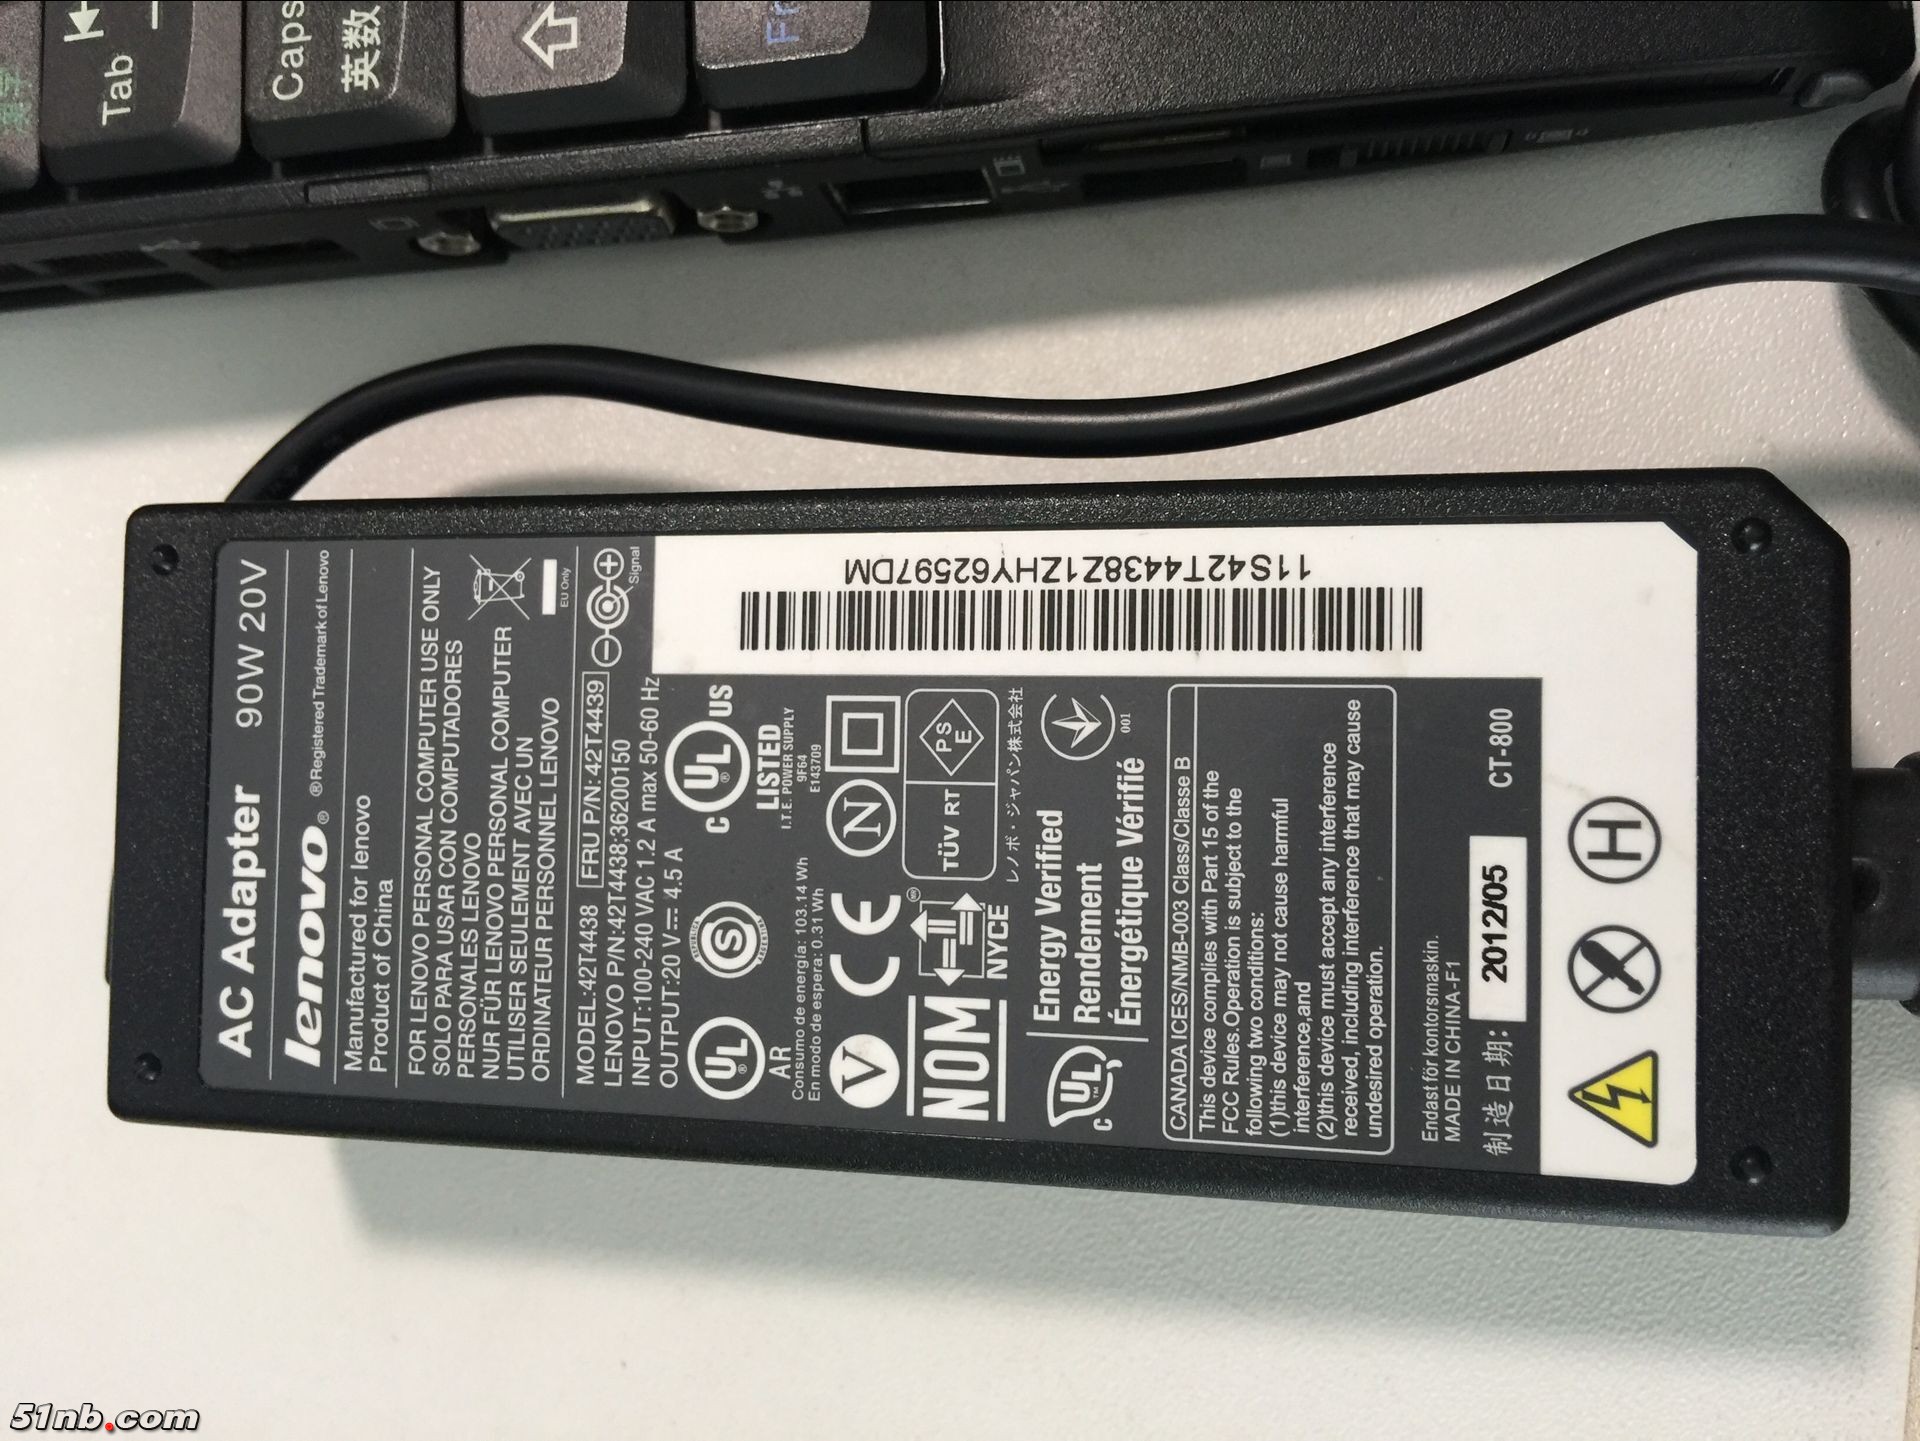 Tab
Caps
英数
Fn
AC Adapter 90W 20V
lenovo® ®Registered Trademark of Lenovo
Manufactured for lenovo
Product of China
FOR LENOVO PERSONAL COMPUTER USE ONLY
SOLO PARA USAR CON COMPUTADORES
PERSONALES LENOVO
NUR FÜR LENOVO PERSONAL COMPUTER
UTILISER SEULEMENT AVEC UN
ORDINATEUR PERSONNEL LENOVO
EU Only
MODEL:42T4438 FRU P/N:42T4439
LENOVO P/N:42T4438;36200150
INPUT:100-240 VAC 1.2 A max 50-60 Hz
OUTPUT:20 V⎓ 4.5 A
Signal
UL®
AR
S
REPUBLICA ARGENTINA
C UL® US
LISTED
I.T.E. POWER SUPPLY
9F64
E143709
Consumo de energía: 103.14 Wh
En modo de espera: 0.31 Wh
V
CE
N
NOM
NYCE
MR
TÜV RT
PS
E
レノボ・ジャパン株式会社
C UL™
Energy Verified
Rendement
Énergétique Vérifié
001
CANADA ICES/NMB-003 Class/Classe B
This device complies with Part 15 of the
FCC Rules.Operation is subject to the
following two conditions:
(1)this device may not cause harmful
interference,and
(2)this device must accept any interference
received, including interference that may cause
undesired operation.
Endast för kontorsmaskin.
MADE IN CHINA-F1
制造日期: 2012/05 CT-800
H
11S42T4438Z1ZHY62597DM
51nb.com